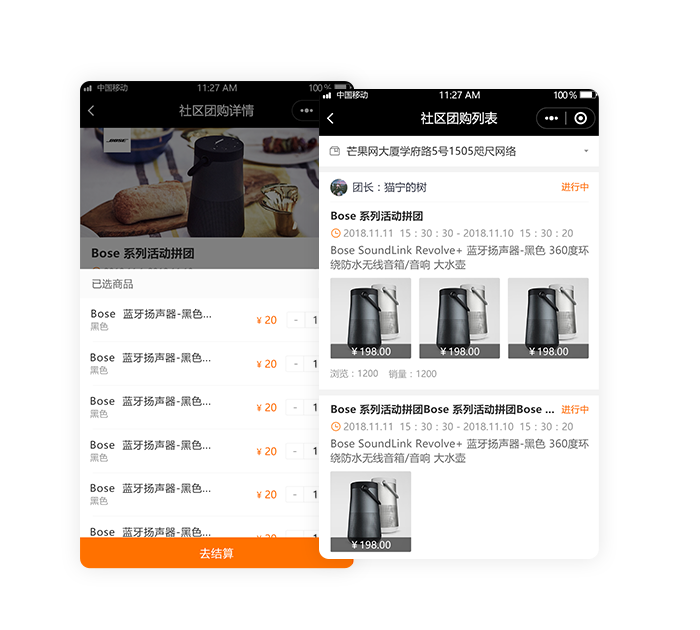 中国移动
11:27 AM
100%
社区团购详情
BOSE
Bose 系列活动拼团
已选商品
Bose 蓝牙扬声器-黑色...
黑色
¥ 20
- 1
Bose 蓝牙扬声器-黑色...
黑色
¥ 20
- 1
Bose 蓝牙扬声器-黑色...
黑色
¥ 20
- 1
Bose 蓝牙扬声器-黑色...
黑色
¥ 20
- 1
Bose 蓝牙扬声器-黑色...
黑色
¥ 20
- 1
Bose 蓝牙扬声器-黑色...
¥ 20
去结算
中国移动
11:27 AM
100%
社区团购列表
芒果网大厦学府路5号1505咫尺网络
团长：猫宁的树
进行中
Bose 系列活动拼团
2018.11.11 15：30：30 - 2018.11.10 15：30：20
Bose SoundLink Revolve+ 蓝牙扬声器-黑色 360度环
绕防水无线音箱/音响 大水壶
¥ 198.00
¥ 198.00
¥ 198.00
浏览：1200 销量：1200
Bose 系列活动拼团Bose 系列活动拼团Bose ...
进行中
2018.11.11 15：30：30 - 2018.11.10 15：30：20
Bose SoundLink Revolve+ 蓝牙扬声器-黑色 360度环
绕防水无线音箱/音响 大水壶
¥ 198.00